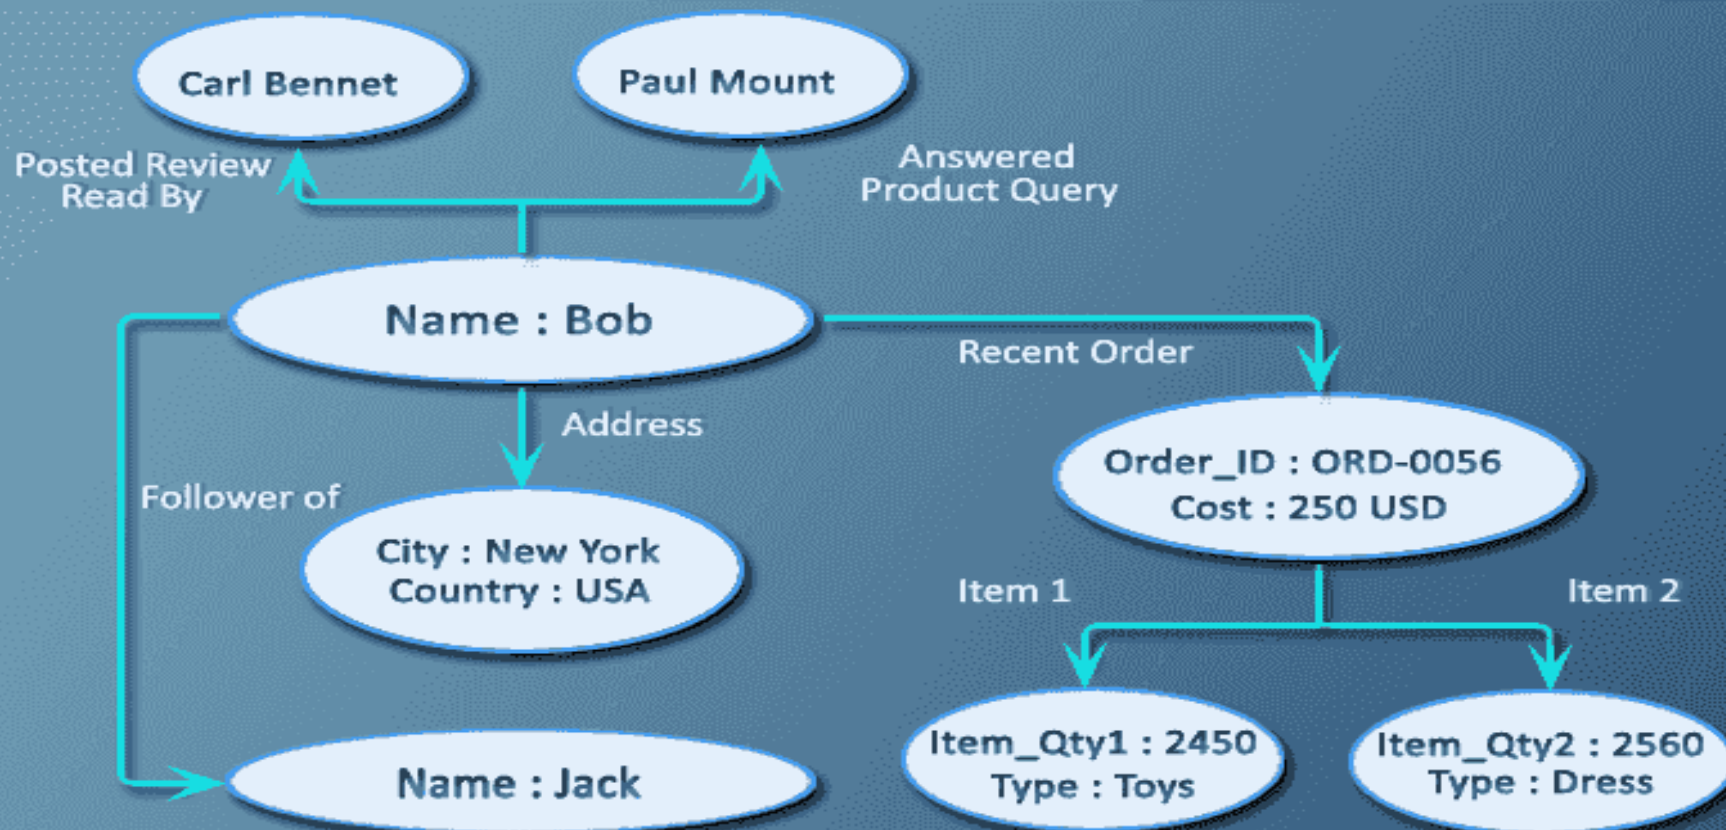 Carl Bennet
Paul Mount
Posted Review
Read By
Answered
Product Query
Name : Bob
Recent Order
Address
Order_ID : ORD-0056
Cost : 250 USD
Follower of
City : New York
Country : USA
Item 1
Item 2
Name : Jack
Item_Qty1 : 2450
Type : Toys
Item_Qty2 : 2560
Type : Dress